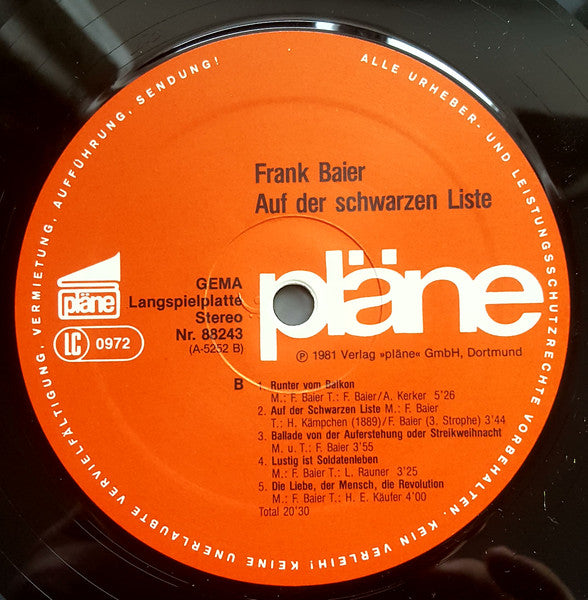 ALLE URHEBER- UND LEISTUNGSSCHUTZRECHTE VORBEHALTEN. KEIN VERLEIH! KEINE UNERLAUBTE VERVIELFÄLTIGUNG, VERMIETUNG, AUFFÜHRUNG, SENDUNG!
Frank Baier
Auf der schwarzen Liste
pläne
LC 0972
GEMA
Langspielplatte
Stereo
Nr. 88243
(A-5252 B)
pläne
℗ 1981 Verlag »pläne« GmbH, Dortmund
B
1. Runter vom Balkon
M.: F. Baier T.: F. Baier/A. Kerker 5'26
2. Auf der Schwarzen Liste M.: F. Baier
T.: H. Kämpchen (1889)/F. Baier (3. Strophe) 3'44
3. Ballade von der Auferstehung oder Streikweihnacht
M. u. T.: F. Baier 3'55
4. Lustig ist Soldatenleben
M.: F. Baier T.: L. Rauner 3'25
5. Die Liebe, der Mensch, die Revolution
M.: F. Baier T.: H. E. Käufer 4'00
Total 20'30